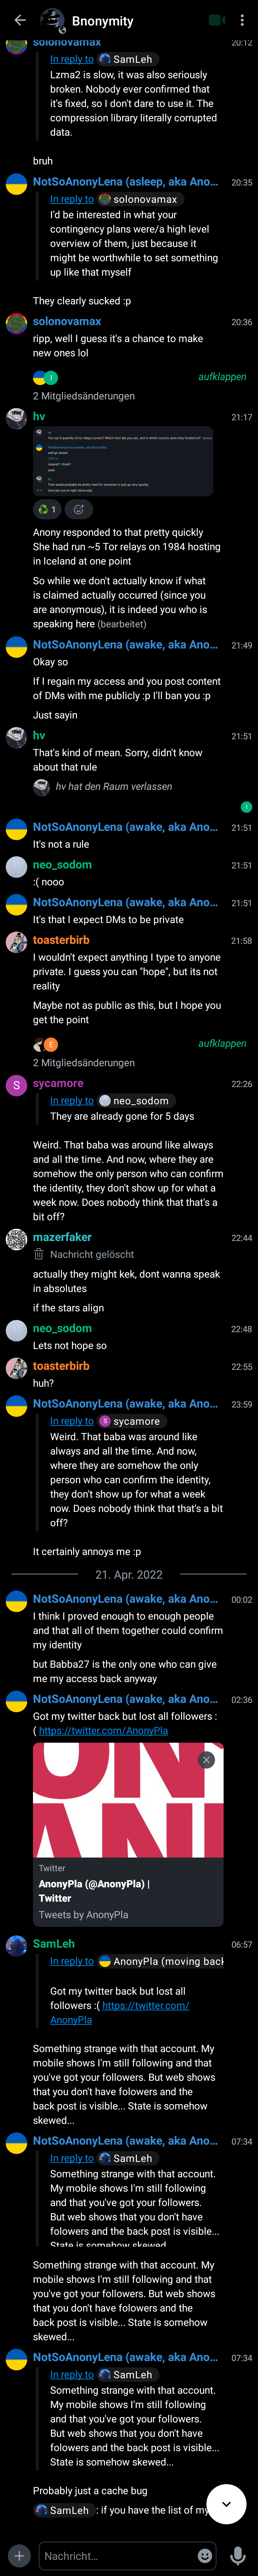 Bnonymity
solonovamax 20:12
In reply to SamLeh
Lzma2 is slow, it was also seriously
broken. Nobody ever confirmed that
it's fixed, so I don't dare to use it. The
compression library literally corrupted
data.
bruh
NotSoAnonyLena (asleep, aka Ano... 20:35
In reply to solonovamax
I'd be interested in what your
contingency plans were/a high level
overview of them, just because it
might be worthwhile to set something
up like that myself
They clearly sucked :p
solonovamax 20:36
ripp, well I guess it's a chance to make
new ones lol
I aufklappen
2 Mitgliedsänderungen
hv 21:17
1
Anony responded to that pretty quickly
She had run ~5 Tor relays on 1984 hosting
in Iceland at one point
So while we don't actually know if what
is claimed actually occurred (since you
are anonymous), it is indeed you who is
speaking here (bearbeitet)
NotSoAnonyLena (awake, aka Ano... 21:49
Okay so
If I regain my access and you post content
of DMs with me publicly :p I'll ban you :p
Just sayin
hv 21:51
That's kind of mean. Sorry, didn't know
about that rule
hv hat den Raum verlassen
I
NotSoAnonyLena (awake, aka Ano... 21:51
It's not a rule
neo_sodom 21:51
:( nooo
NotSoAnonyLena (awake, aka Ano... 21:51
It's that I expect DMs to be private
toasterbirb 21:58
I wouldn't expect anything I type to anyone
private. I guess you can "hope", but its not
reality
Maybe not as public as this, but I hope you
get the point
E aufklappen
2 Mitgliedsänderungen
S sycamore 22:26
In reply to neo_sodom
They are already gone for 5 days
Weird. That baba was around like always
and all the time. And now, where they are
somehow the only person who can confirm
the identity, they don't show up for what a
week now. Does nobody think that that's a
bit off?
mazerfaker 22:44
Nachricht gelöscht
actually they might kek, dont wanna speak
in absolutes
if the stars align
neo_sodom 22:48
Lets not hope so
toasterbirb 22:55
huh?
NotSoAnonyLena (awake, aka Ano... 23:59
In reply to S sycamore
Weird. That baba was around like
always and all the time. And now,
where they are somehow the only
person who can confirm the identity,
they don't show up for what a week
now. Does nobody think that that's a bit
off?
It certainly annoys me :p
21. Apr. 2022
NotSoAnonyLena (awake, aka Ano... 00:02
I think I proved enough to enough people
and that all of them together could confirm
my identity
but Babba27 is the only one who can give
me my access back anyway
NotSoAnonyLena (awake, aka Ano... 02:36
Got my twitter back but lost all followers :
( https://twitter.com/AnonyPla
Twitter
AnonyPla (@AnonyPla) |
Twitter
Tweets by AnonyPla
SamLeh 06:57
In reply to AnonyPla (moving back
Got my twitter back but lost all
followers :( https://twitter.com/
AnonyPla
Something strange with that account. My
mobile shows I'm still following and that
you've got your followers. But web shows
that you don't have followers and the
back post is visible... State is somehow
skewed...
NotSoAnonyLena (awake, aka Ano... 07:34
In reply to SamLeh
Something strange with that account.
My mobile shows I'm still following
and that you've got your followers.
But web shows that you don't have
folowers and the back post is visible...
State is somehow skewed
Something strange with that account. My
mobile shows I'm still following and that
you've got your followers. But web shows
that you don't have folowers and the
back post is visible... State is somehow
skewed...
NotSoAnonyLena (awake, aka Ano... 07:34
In reply to SamLeh
Something strange with that account.
My mobile shows I'm still following
and that you've got your followers.
But web shows that you don't have
followers and the back post is visible...
State is somehow skewed...
Probably just a cache bug
SamLeh : if you have the list of my
Nachricht...